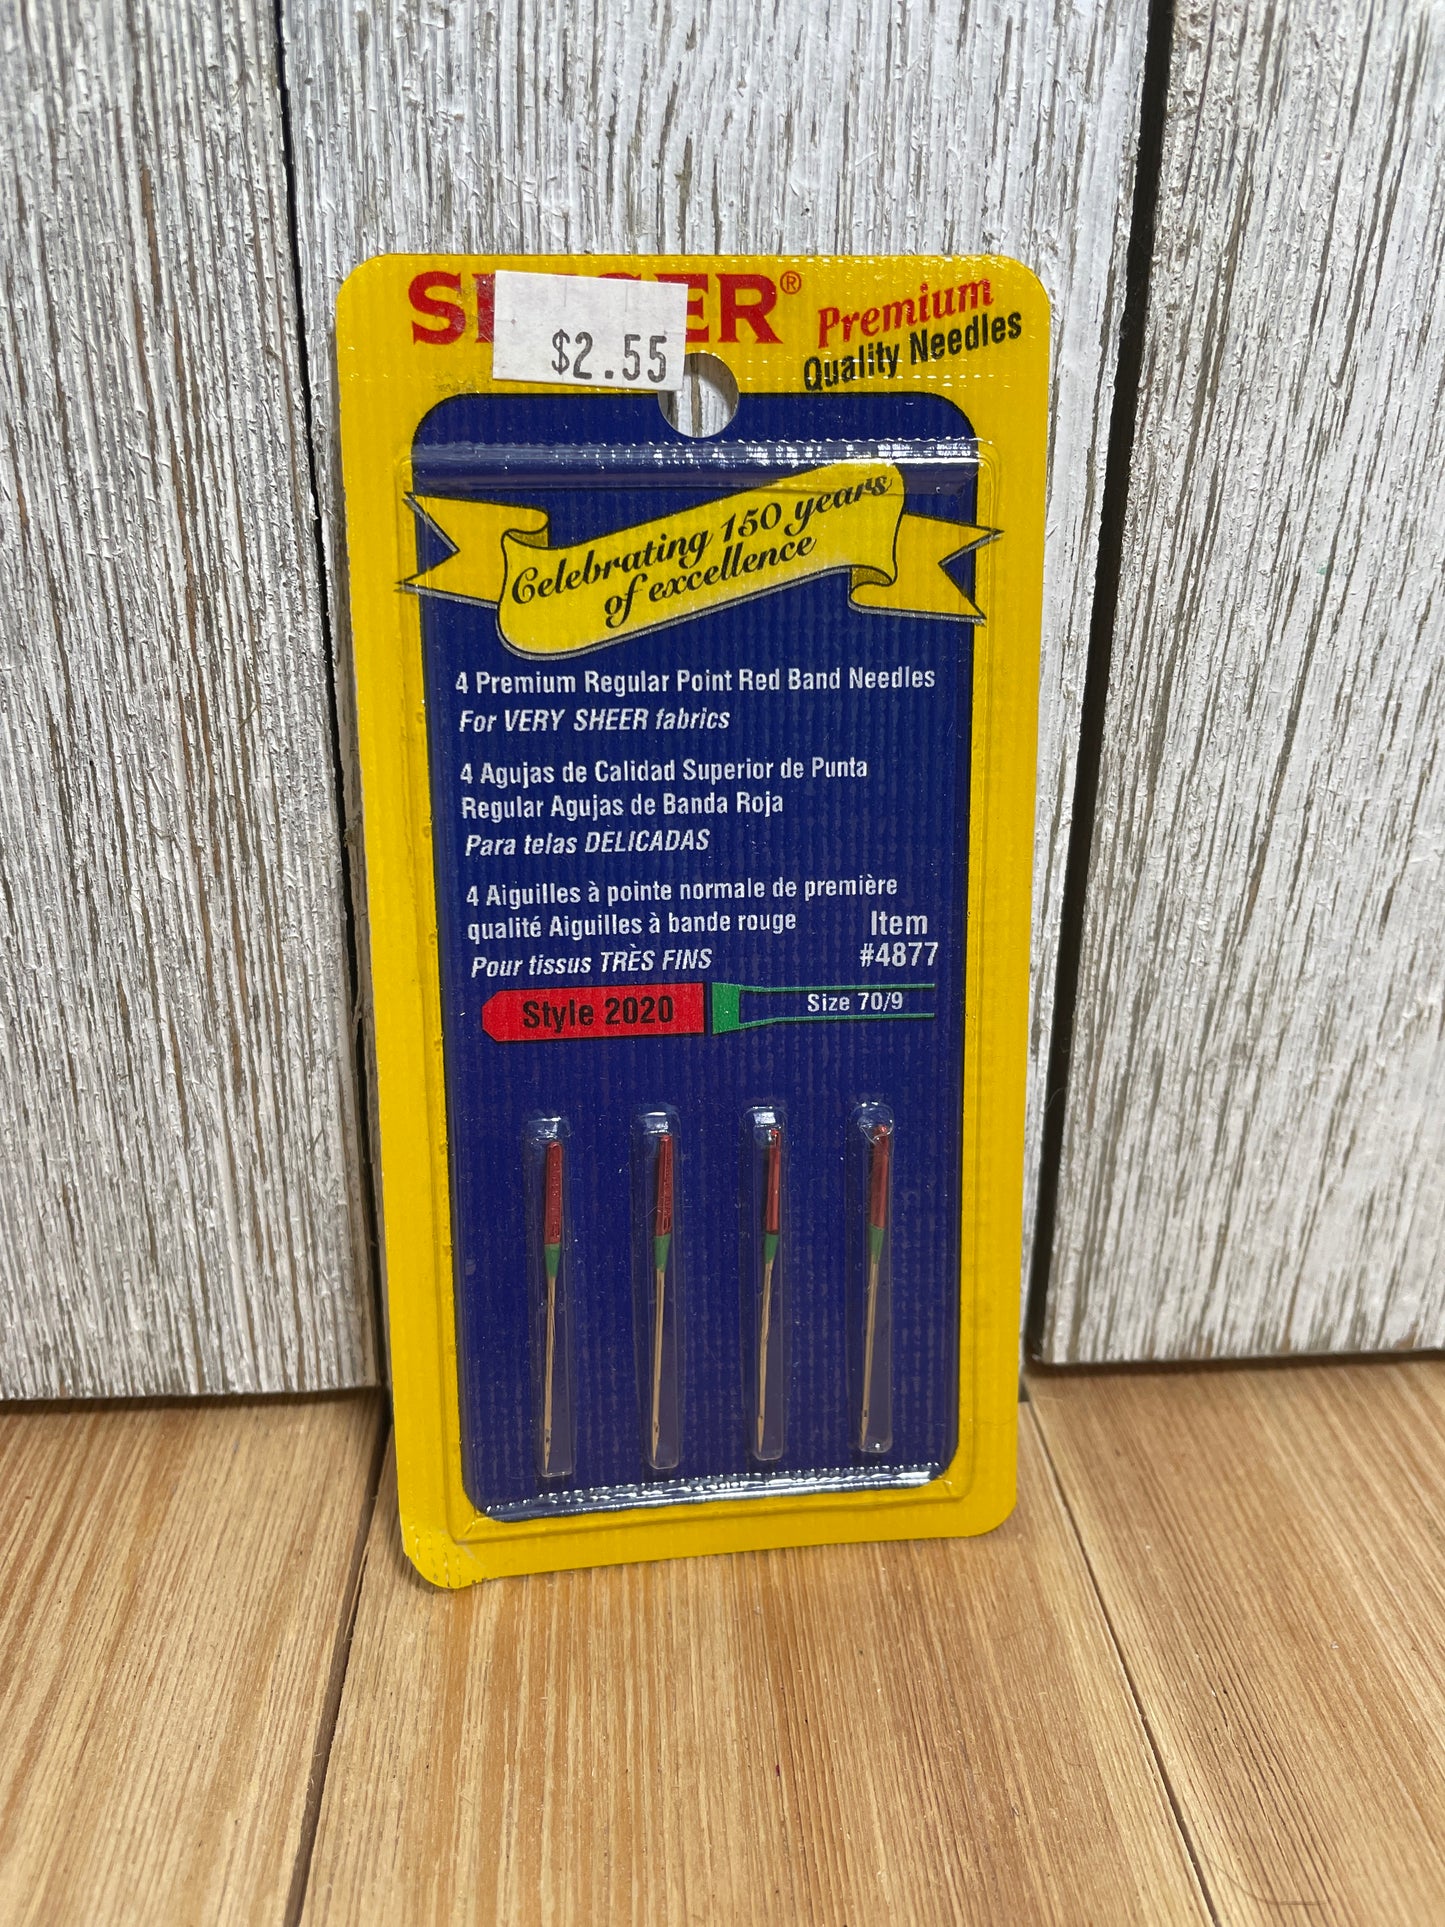 SINGER®
$2.55
Premium
Quality Needles
Celebrating 150 years
of excellence
4 Premium Regular Point Red Band Needles
For VERY SHEER fabrics
4 Agujas de Calidad Superior de Punta
Regular Agujas de Banda Roja
Para telas DELICADAS
4 Aiguilles à pointe normale de première
qualité Aiguilles à bande rouge
Pour tissus TRÈS FINS
Item
#4877
Style 2020
Size 70/9